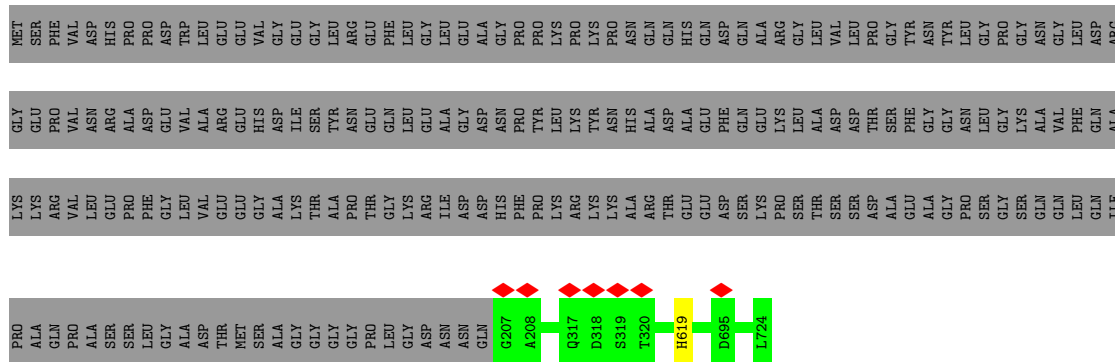 MET SER PHE VAL ASP HIS PRO PRO ASP TRP LEU GLU GLU VAL GLY GLU GLY LEU ARG GLU PHE LEU GLY LEU GLU ALA GLY PRO PRO LYS PRO LYS PRO ASN GLN GLN HIS GLN ASP GLN ALA ARG GLY LEU VAL LEU PRO GLY TYR ASN TYR LEU GLY PRO GLY ASN GLY LEU ASP ARG
GLY GLU PRO VAL ASN ARG ALA ASP GLU VAL ALA ARG GLU HIS ASP ILE SER TYR ASN GLU GLN LEU GLU ALA GLY ASP ASN PRO TYR LEU LYS TYR ASN HIS ALA ASP ALA GLU PHE GLN GLU LYS LEU ALA ASP ASP THR SER PHE GLY GLY ASN LEU GLY LYS ALA VAL PHE GLN ALA
LYS LYS ARG VAL LEU GLU PRO PHE GLY LEU VAL GLU GLU GLY ALA LYS THR ALA PRO THR GLY LYS ARG ILE ASP ASP HIS PHE PRO LYS ARG LYS LYS ALA ARG THR GLU GLU ASP SER LYS PRO SER THR SER SER ASP ALA GLU ALA GLY PRO SER GLY SER GLN GLN LEU GLN ILE
PRO ALA GLN PRO ALA SER SER LEU GLY ALA ASP THR MET SER ALA GLY GLY GLY GLY PRO LEU GLY ASP ASN ASN GLN G207 A208 Q317 D318 S319 T320 H619 D695 L724